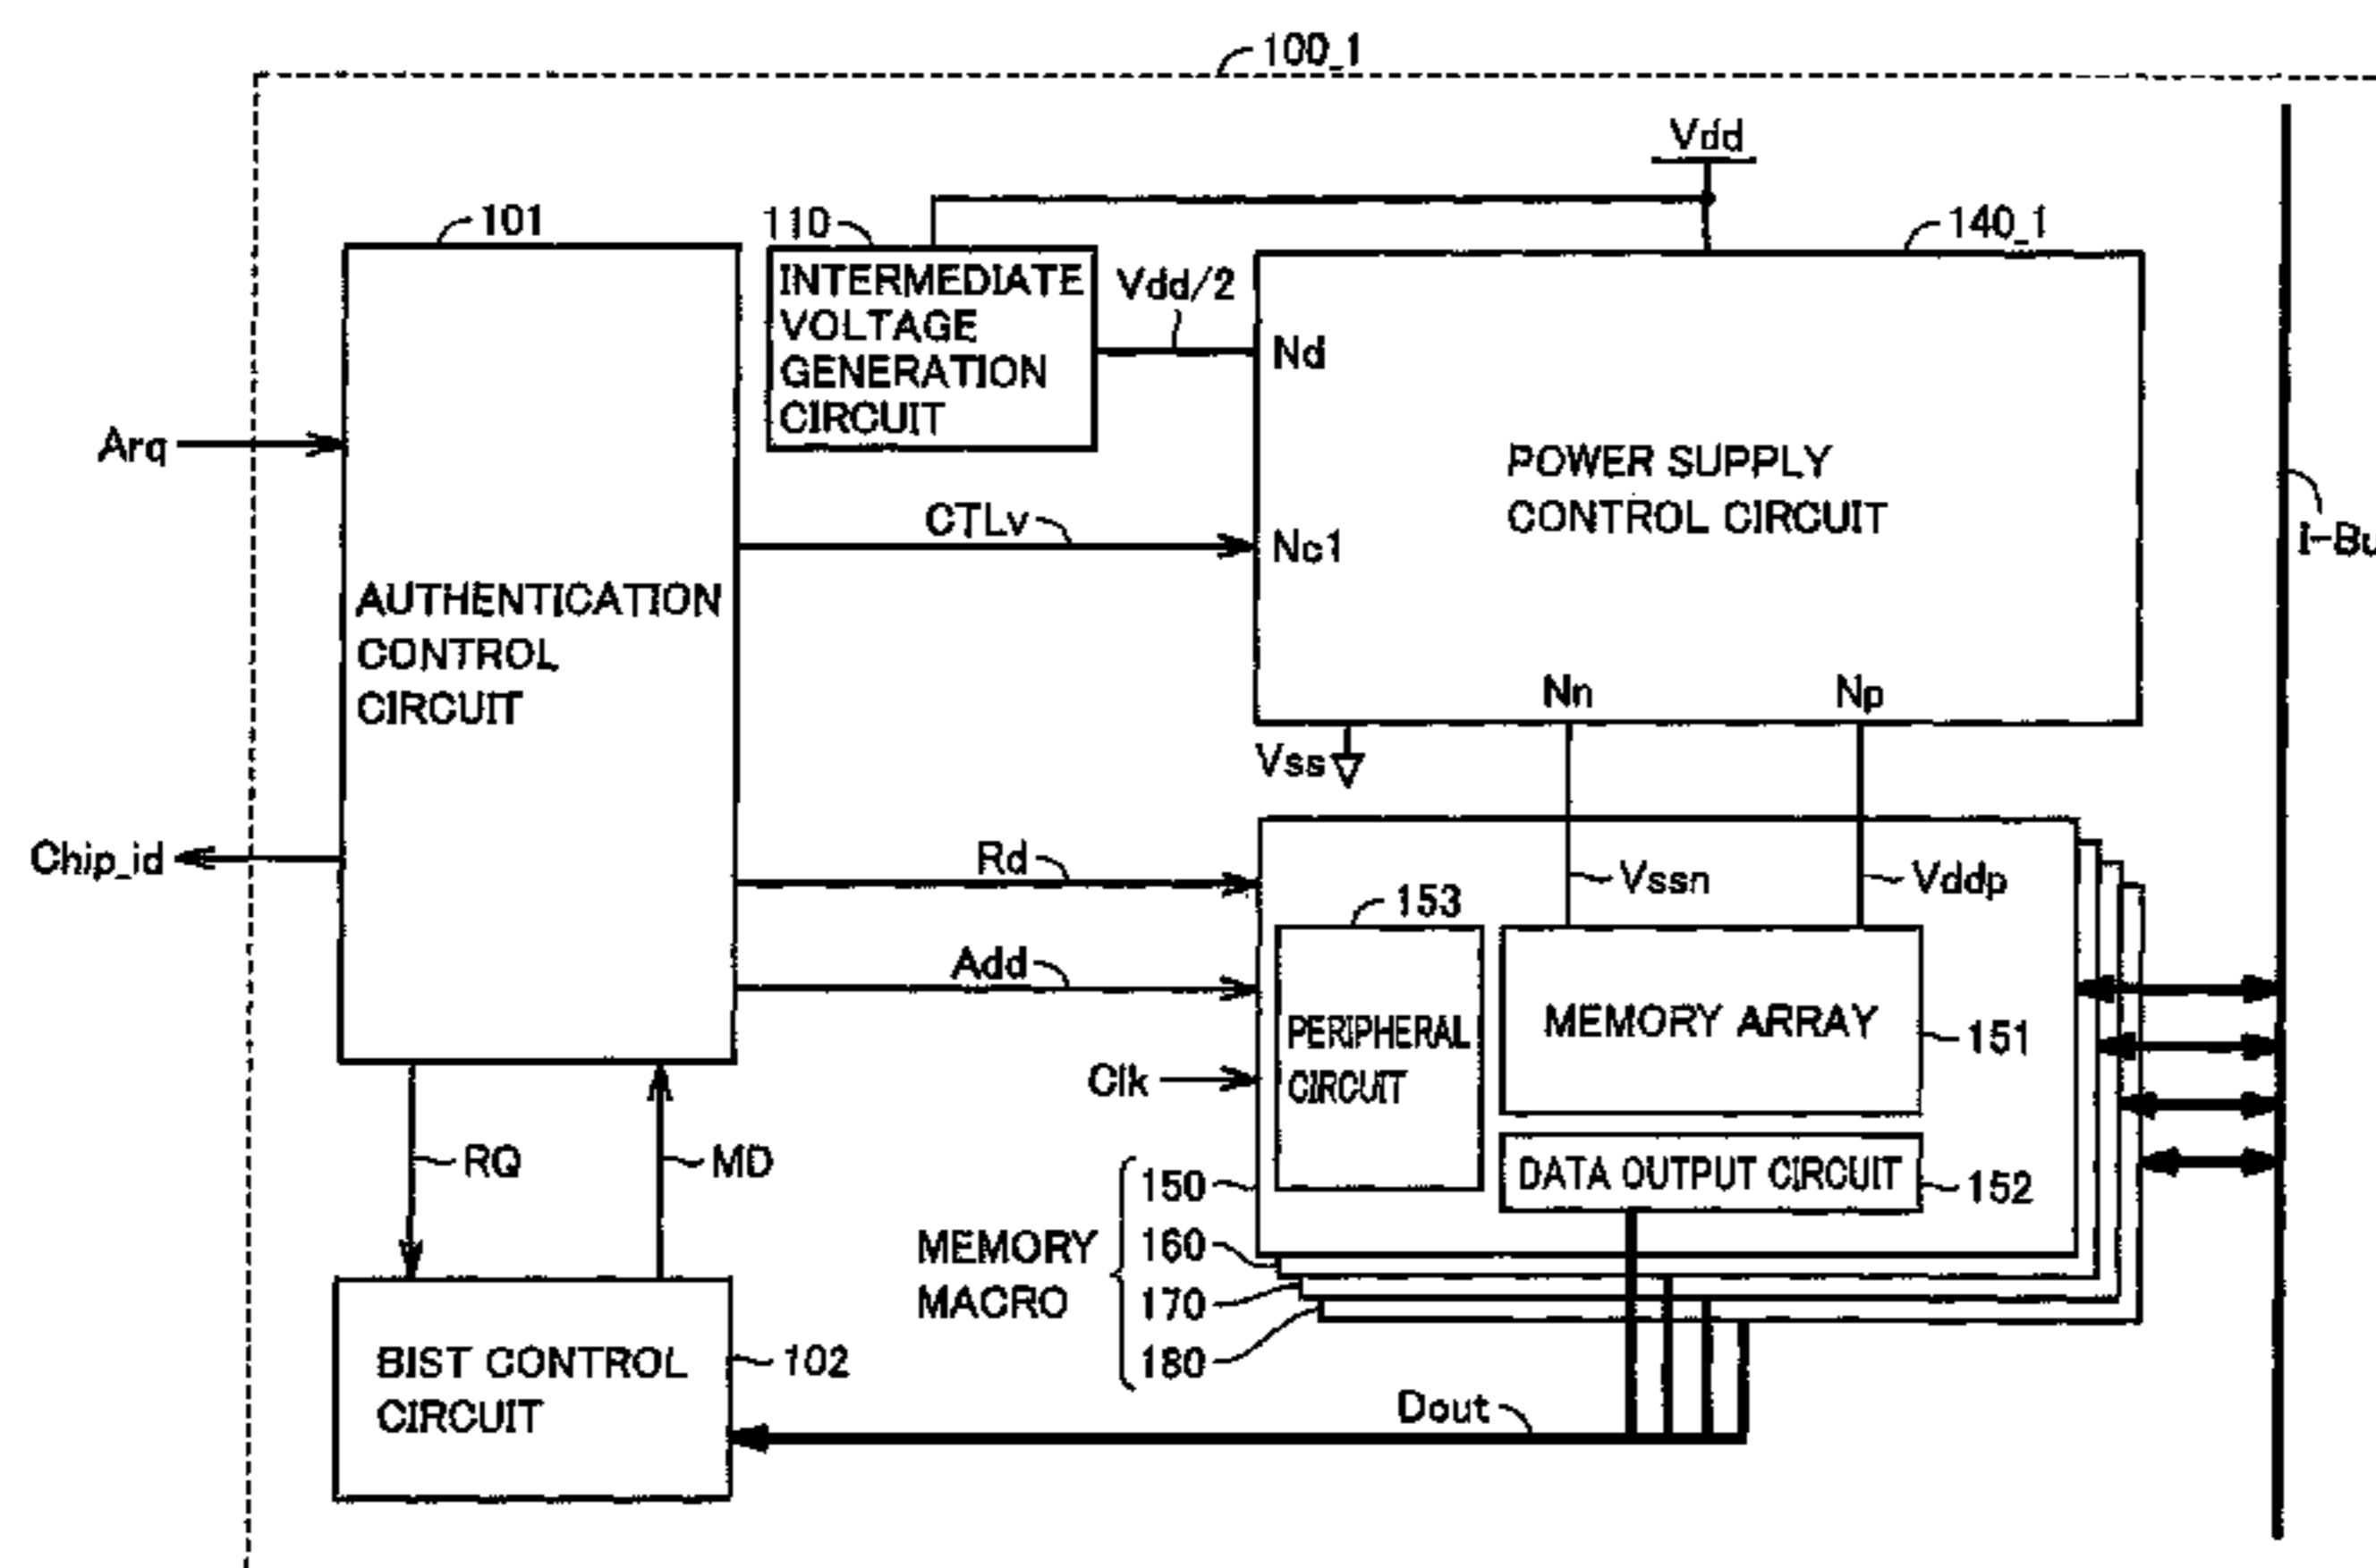 100_1
Vdd
101
110
140_1
INTERMEDIATE
VOLTAGE
GENERATION
CIRCUIT
Vdd/2
Nd
Arq
POWER SUPPLY
CONTROL CIRCUIT
CTLv
Nc1
I-Bu
AUTHENTICATION
CONTROL
CIRCUIT
Nn
Np
Vss
Chip_id
Rd
Vssn
Vddp
153
Add
PERIPHERAL
CIRCUIT
MEMORY ARRAY
151
Clk
RQ
MD
DATA OUTPUT CIRCUIT
152
MEMORY
MACRO
150
160
170
180
BIST CONTROL
CIRCUIT
102
Dout